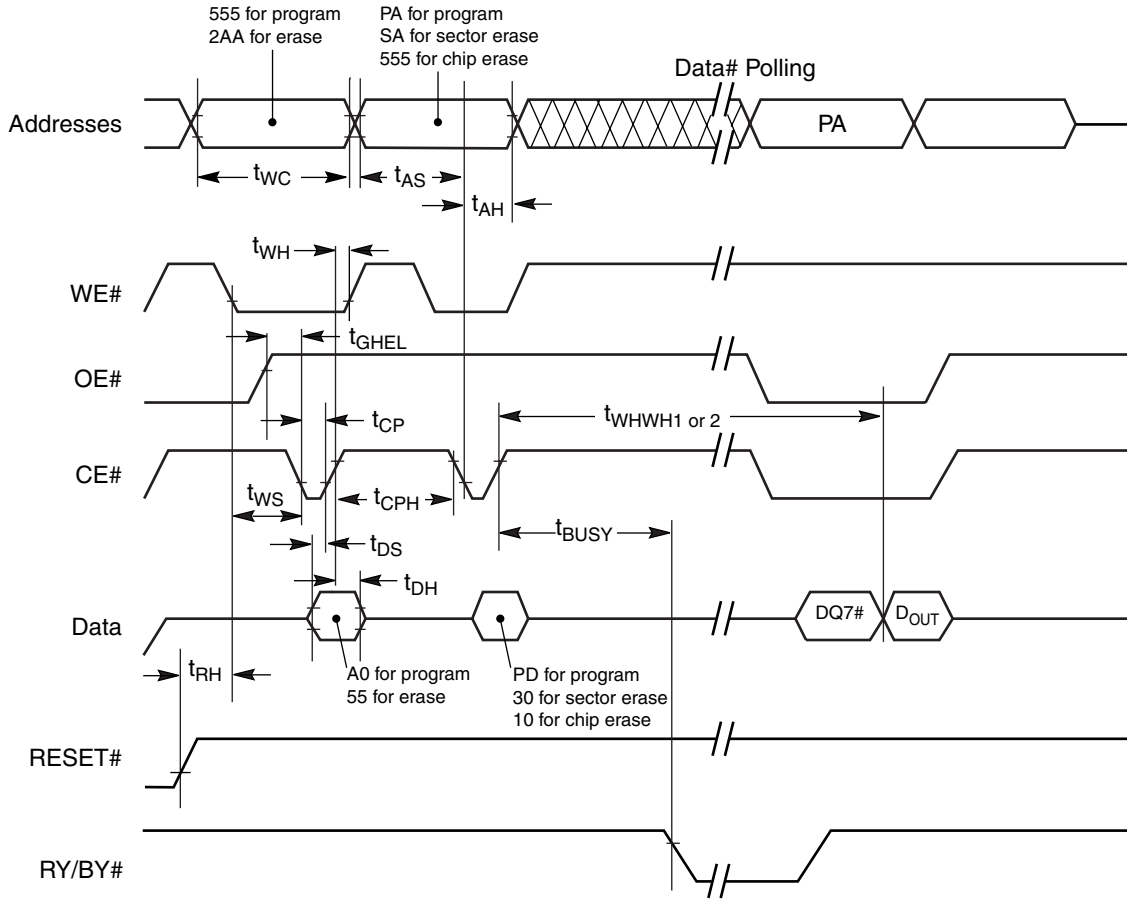 555 for program
2AA for erase
PA for program
SA for sector erase
555 for chip erase
Data# Polling
Addresses
PA
tWC
tAS
tAH
tWH
WE#
tGHEL
OE#
tCP
tWHWH1 or 2
CE#
tWS
tCPH
tBUSY
tDS
tDH
Data
DQ7#
DOUT
tRH
A0 for program
55 for erase
PD for program
30 for sector erase
10 for chip erase
RESET#
RY/BY#